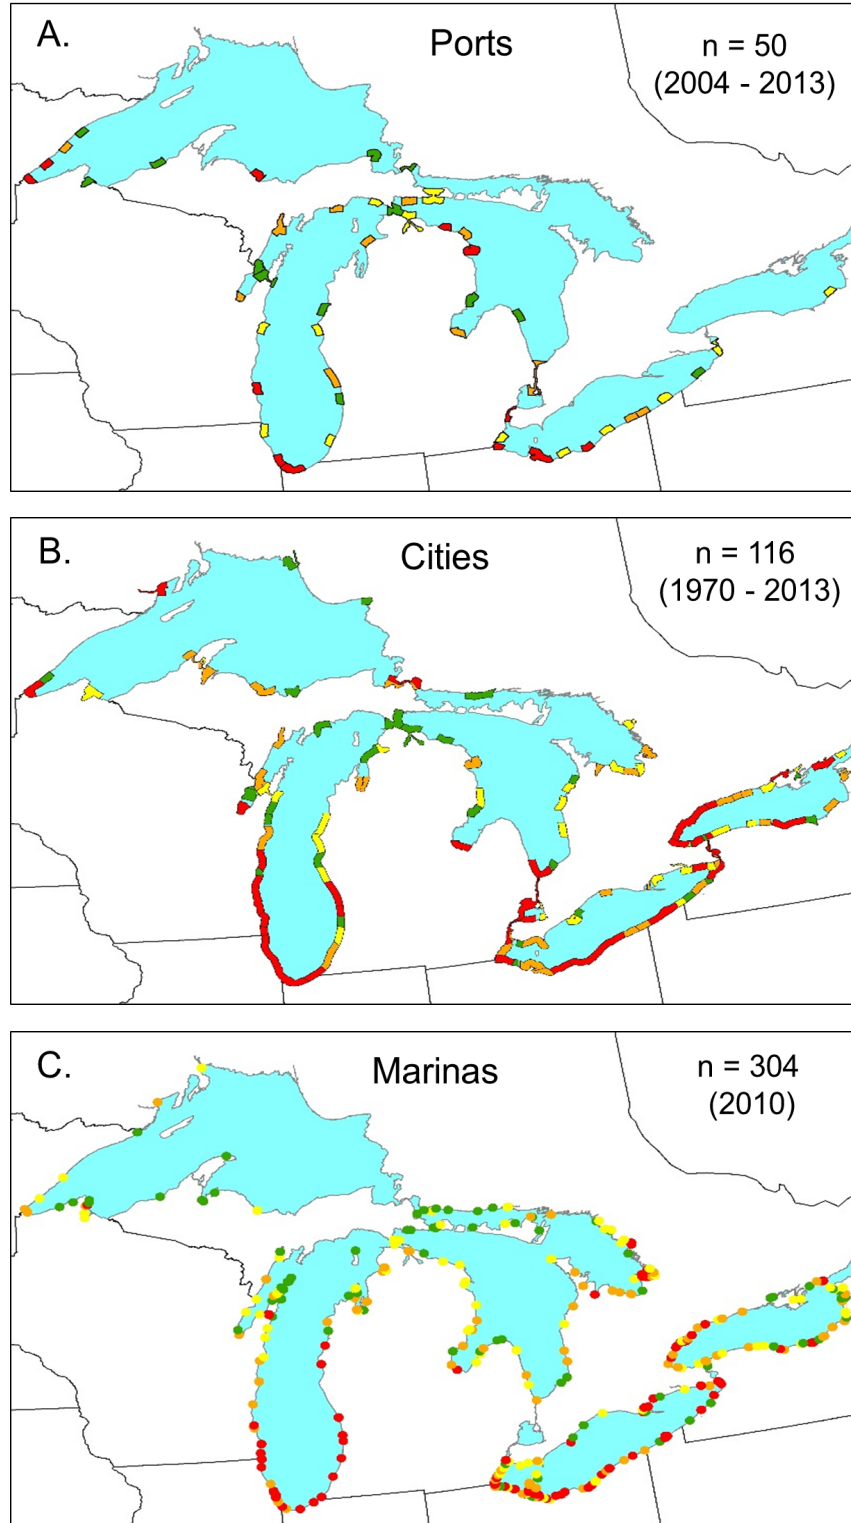 A.
Ports
n = 50
(2004 - 2013)
B.
Cities
n = 116
(1970 - 2013)
C.
Marinas
n = 304
(2010)